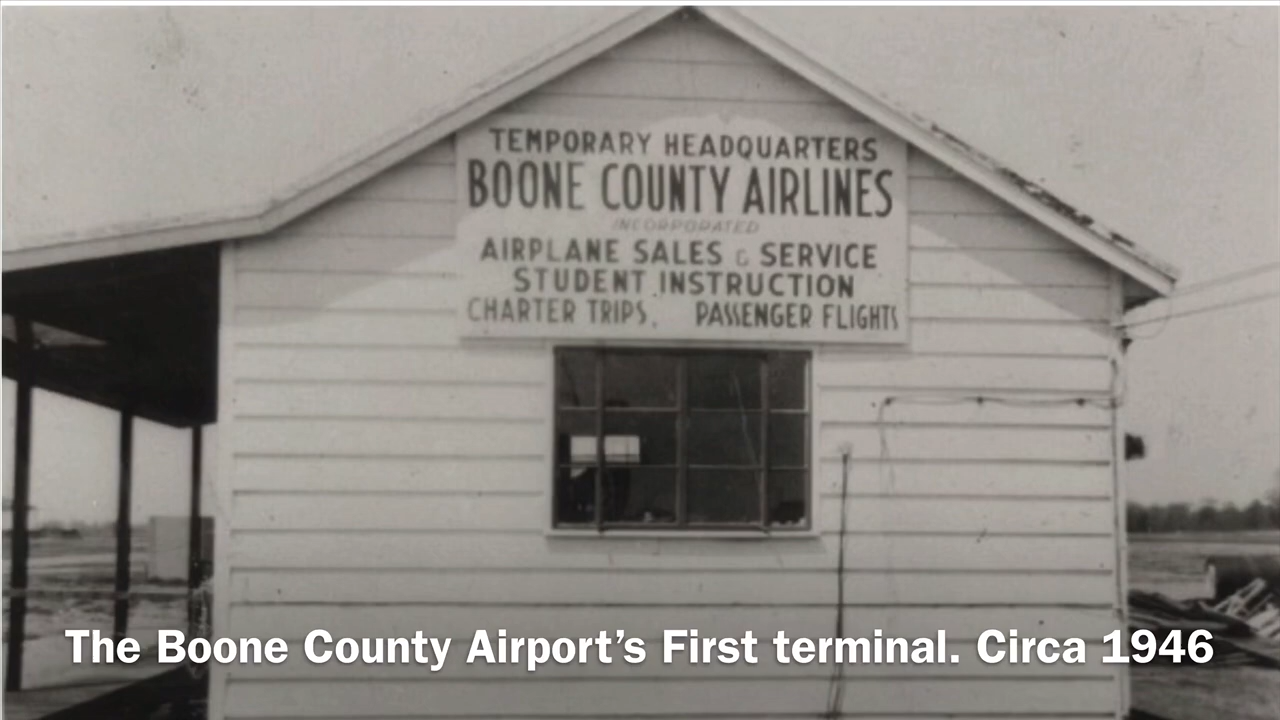 TEMPORARY HEADQUARTERS
BOONE COUNTY AIRLINES
INCORPORATED
AIRPLANE SALES & SERVICE
STUDENT INSTRUCTION
CHARTER TRIPS. PASSENGER FLIGHTS
The Boone County Airport’s First terminal. Circa 1946